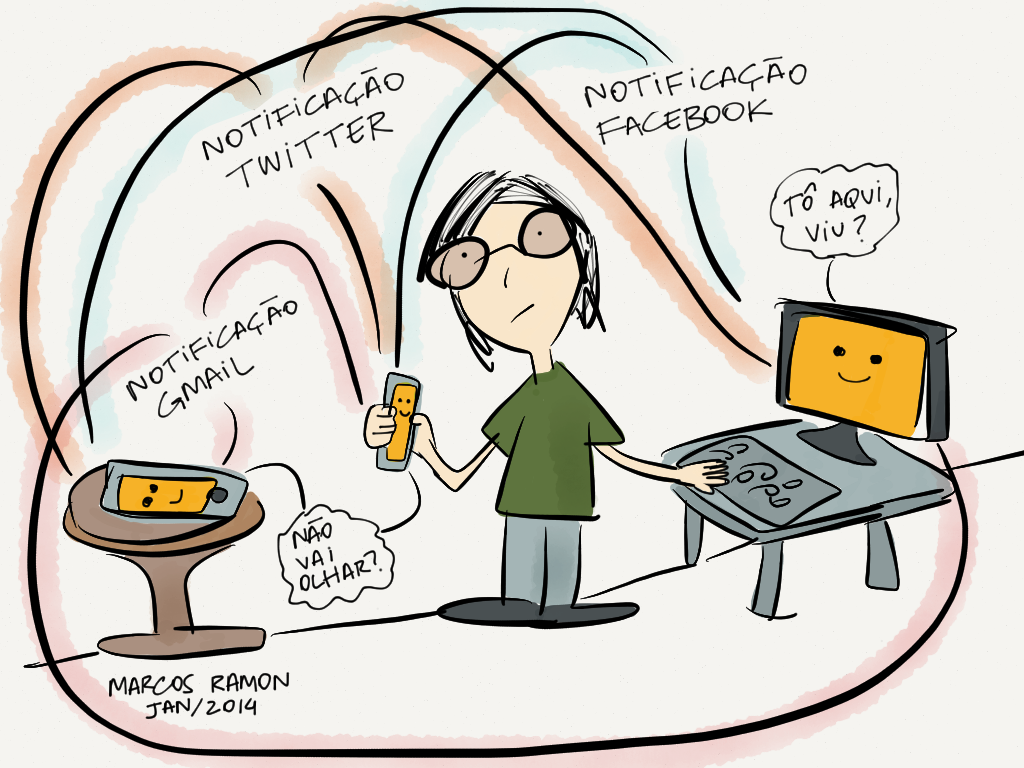 NOTIFICAÇÃO
TWITTER
NOTIFICAÇÃO
FACEBOOK
TÔ AQUI,
VIU?
NOTIFICAÇÃO
GMAIL
NÃO
VAI
OLHAR?
MARCOS RAMON
JAN/2014